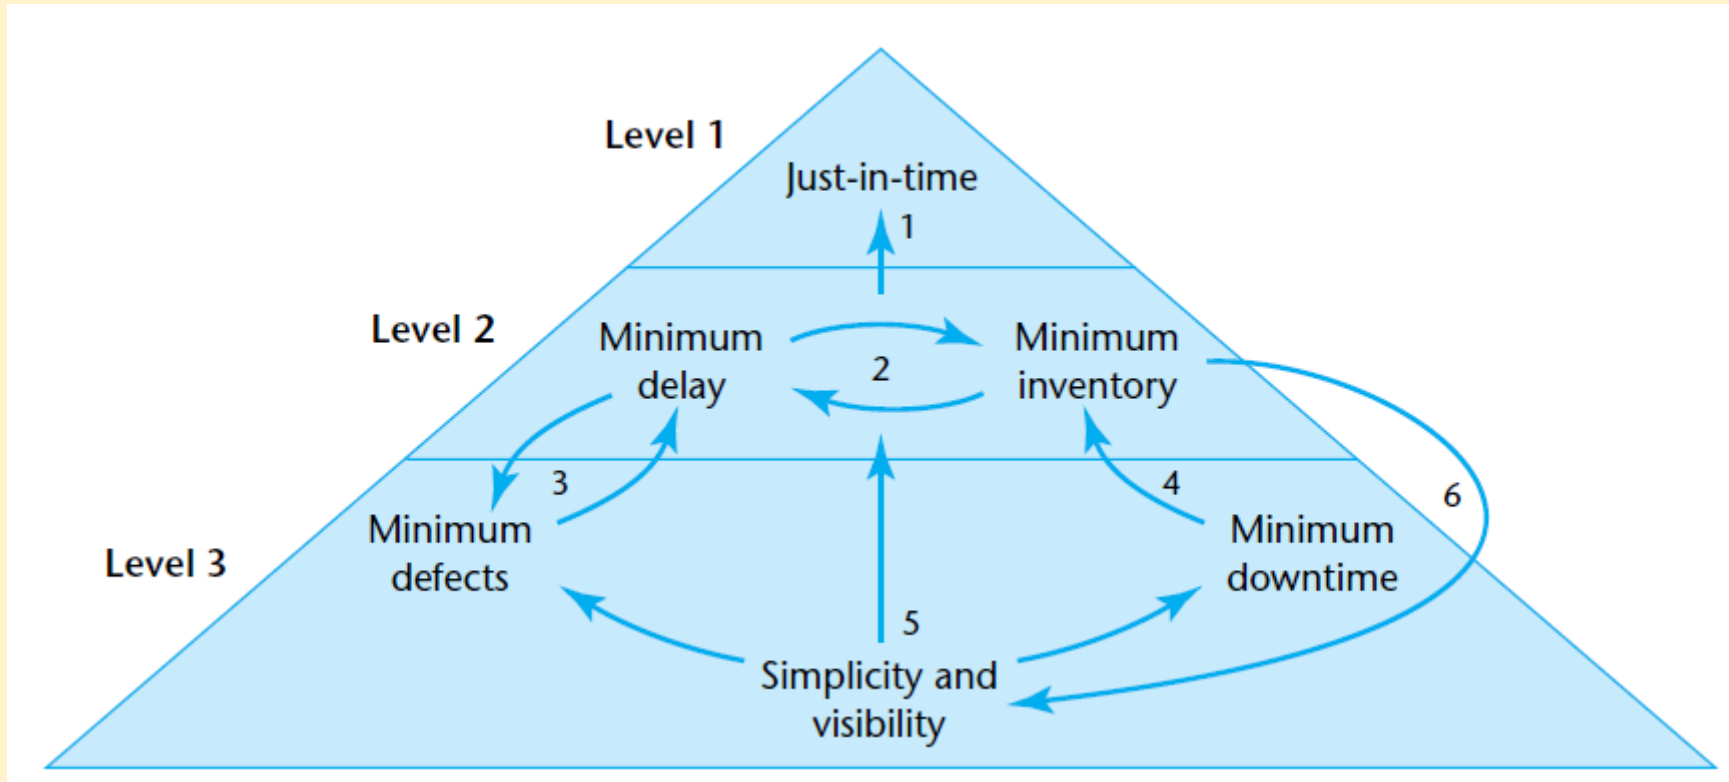 Level 1
Just-in-time
1
Level 2
Minimum
delay
2
Minimum
inventory
3
4
6
Level 3
Minimum
defects
Minimum
downtime
5
Simplicity and
visibility